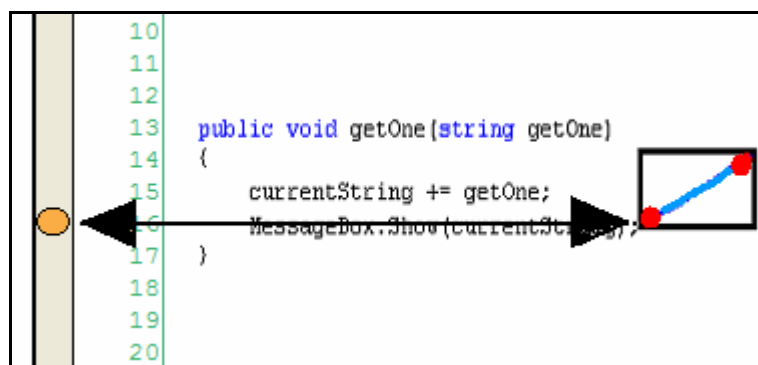 10
11
12
13 public void getOne(string getOne)
14 {
15 currentString += getOne;
16 MessageBox.Show(currentString);
17 }
18
19
20